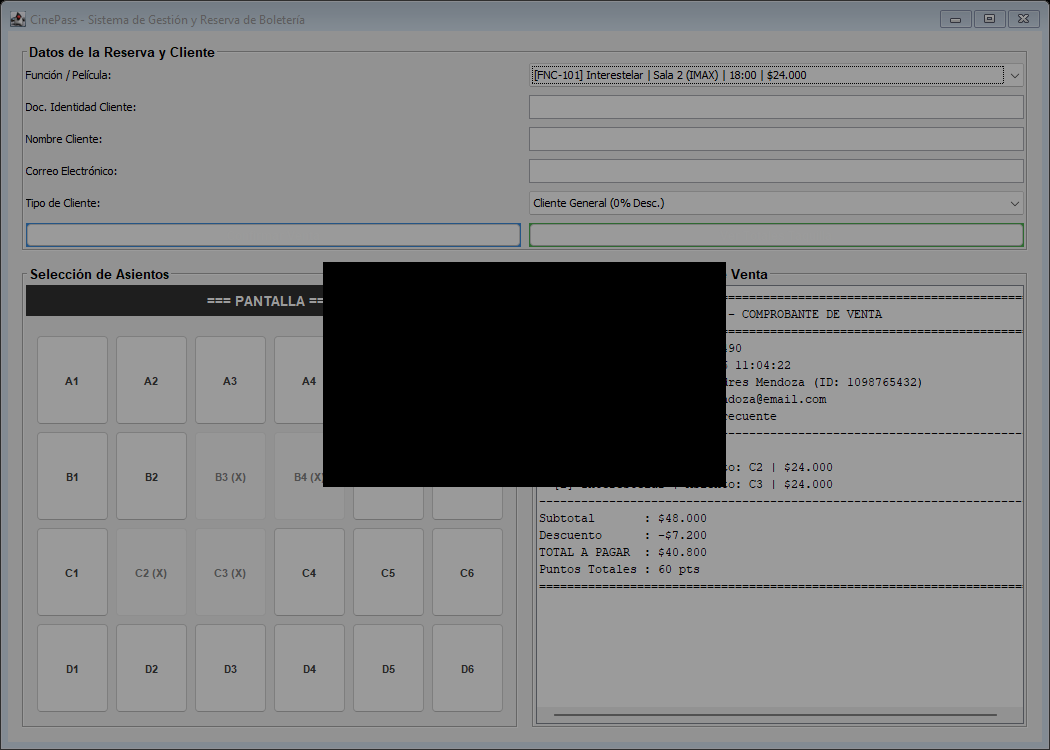 CinePass - Sistema de Gestión y Reserva de Boletería
Datos de la Reserva y Cliente
Función / Película:
[FNC-101] Interestelar | Sala 2 (IMAX) | 18:00 | $24.000
Doc. Identidad Cliente:
Nombre Cliente:
Correo Electrónico:
Tipo de Cliente:
Cliente General (0% Desc.)
Selección de Asientos
=== PANTALLA ==
A1
A2
A3
A4
B1
B2
B3 (X)
B4 (X
C1
C2 (X)
C3 (X)
C4
C5
C6
D1
D2
D3
D4
D5
D6
Venta
- COMPROBANTE DE VENTA
490
11:04:22
Mendoza (ID: 1098765432)
@email.com
: C2 | $24.000
: C3 | $24.000
Subtotal : $48.000
Descuento : -$7.200
TOTAL A PAGAR : $40.800
Puntos Totales : 60 pts